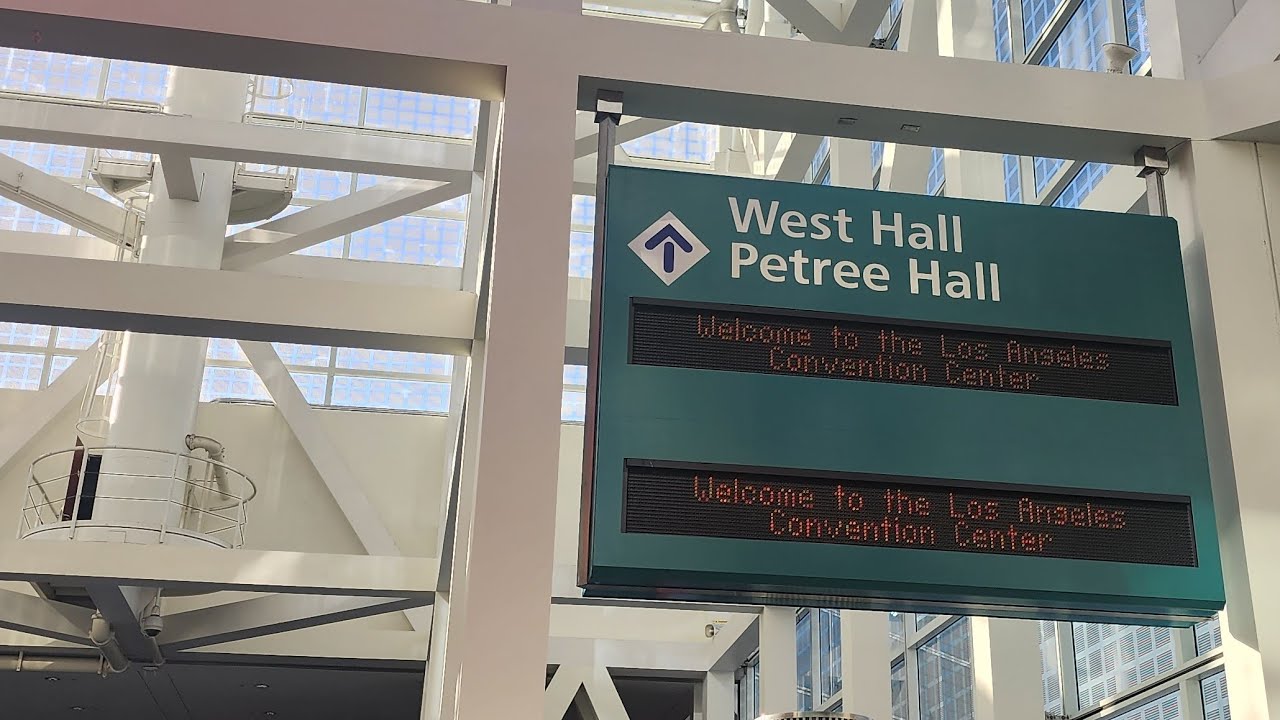 West Hall
Petree Hall
Welcome to the Los Angeles
Convention Center
Welcome to the Los Angeles
Convention Center